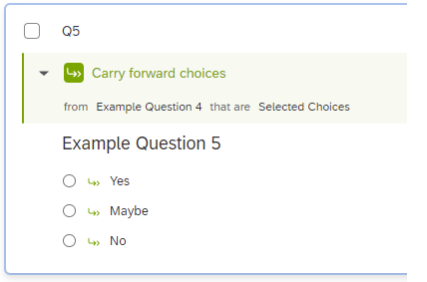 Q5
Carry forward choices
from Example Question 4 that are Selected Choices
Example Question 5
Yes
Maybe
No